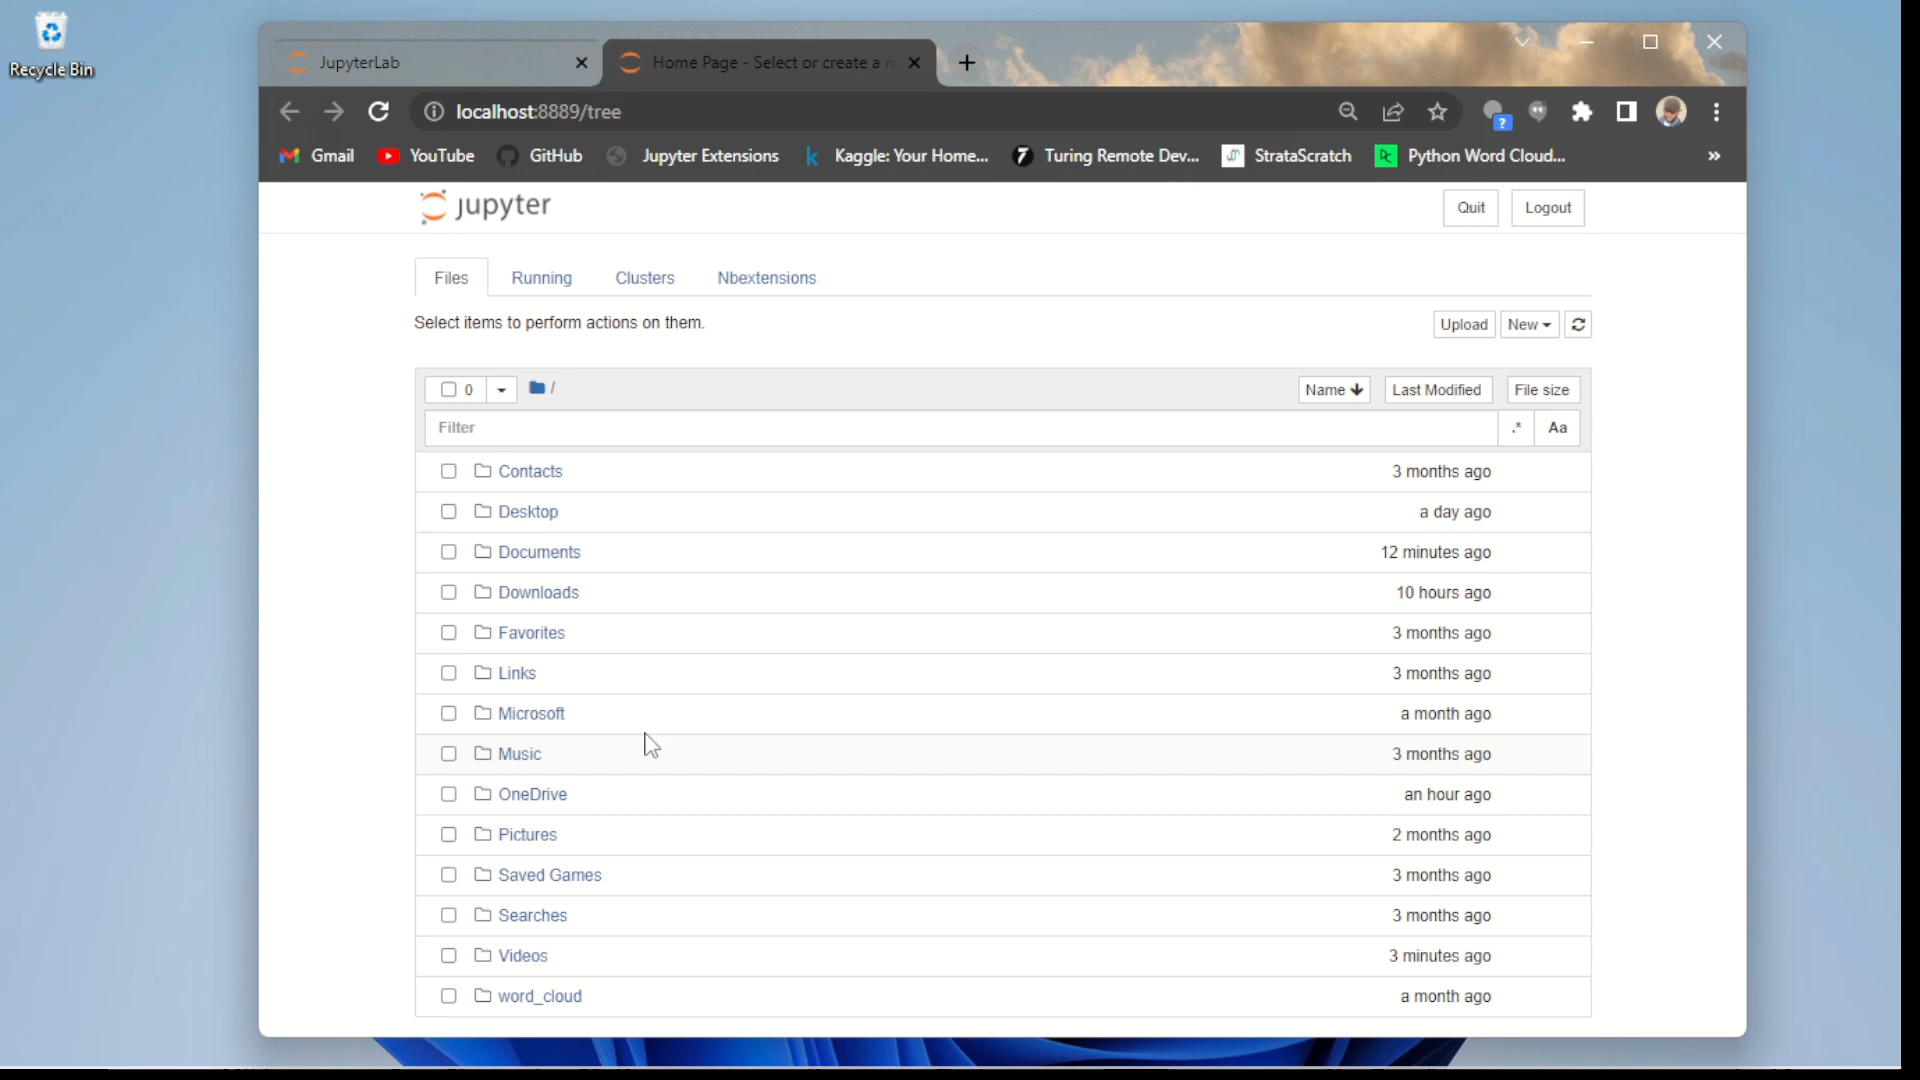 Recycle Bin
JupyterLab
Home Page - Select or create a n
localhost:8889/tree
Gmail YouTube GitHub Jupyter Extensions Kaggle: Your Home... Turing Remote Dev... StrataScratch Python Word Cloud... »
jupyter
Quit Logout
Files Running Clusters Nbextensions
Select items to perform actions on them.
Upload New
0 / Name Last Modified File size
Filter .* Aa
Contacts 3 months ago
Desktop a day ago
Documents 12 minutes ago
Downloads 10 hours ago
Favorites 3 months ago
Links 3 months ago
Microsoft a month ago
Music 3 months ago
OneDrive an hour ago
Pictures 2 months ago
Saved Games 3 months ago
Searches 3 months ago
Videos 3 minutes ago
word_cloud a month ago